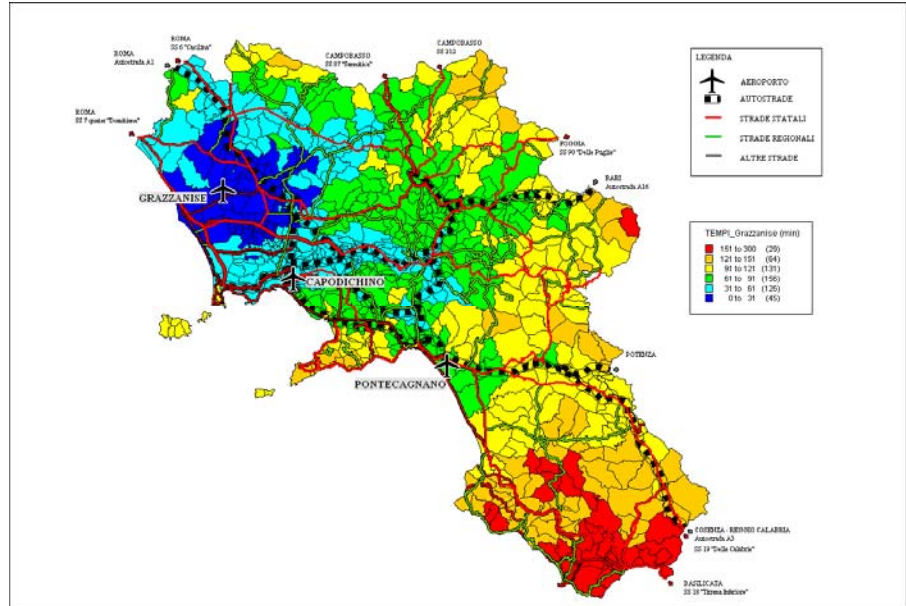 ROMA
SS 6 "Casilina"
ROMA
Autostrada A1
CAMPOBASSO
SS 87 "Sannitica"
CAMPOBASSO
SS 212
ROMA
SS 7 quater "Domitiana"
FOGGIA
SS 90 "Delle Puglie"
BARI
Autostrada A16
GRAZZANISE
CAPODICHINO
PONTECAGNANO
POTENZA
COSENZA - REGGIO CALABRIA
Autostrada A3
SS 19 "Delle Calabrie"
BASILICATA
SS 18 "Tirrena Inferiore"
LEGENDA
AEROPORTO
AUTOSTRADE
STRADE STATALI
STRADE REGIONALI
ALTRE STRADE
TEMPI_Grazzanise (min)
151 to 300 (29)
121 to 151 (64)
91 to 121 (131)
61 to 91 (156)
31 to 61 (126)
0 to 31 (45)